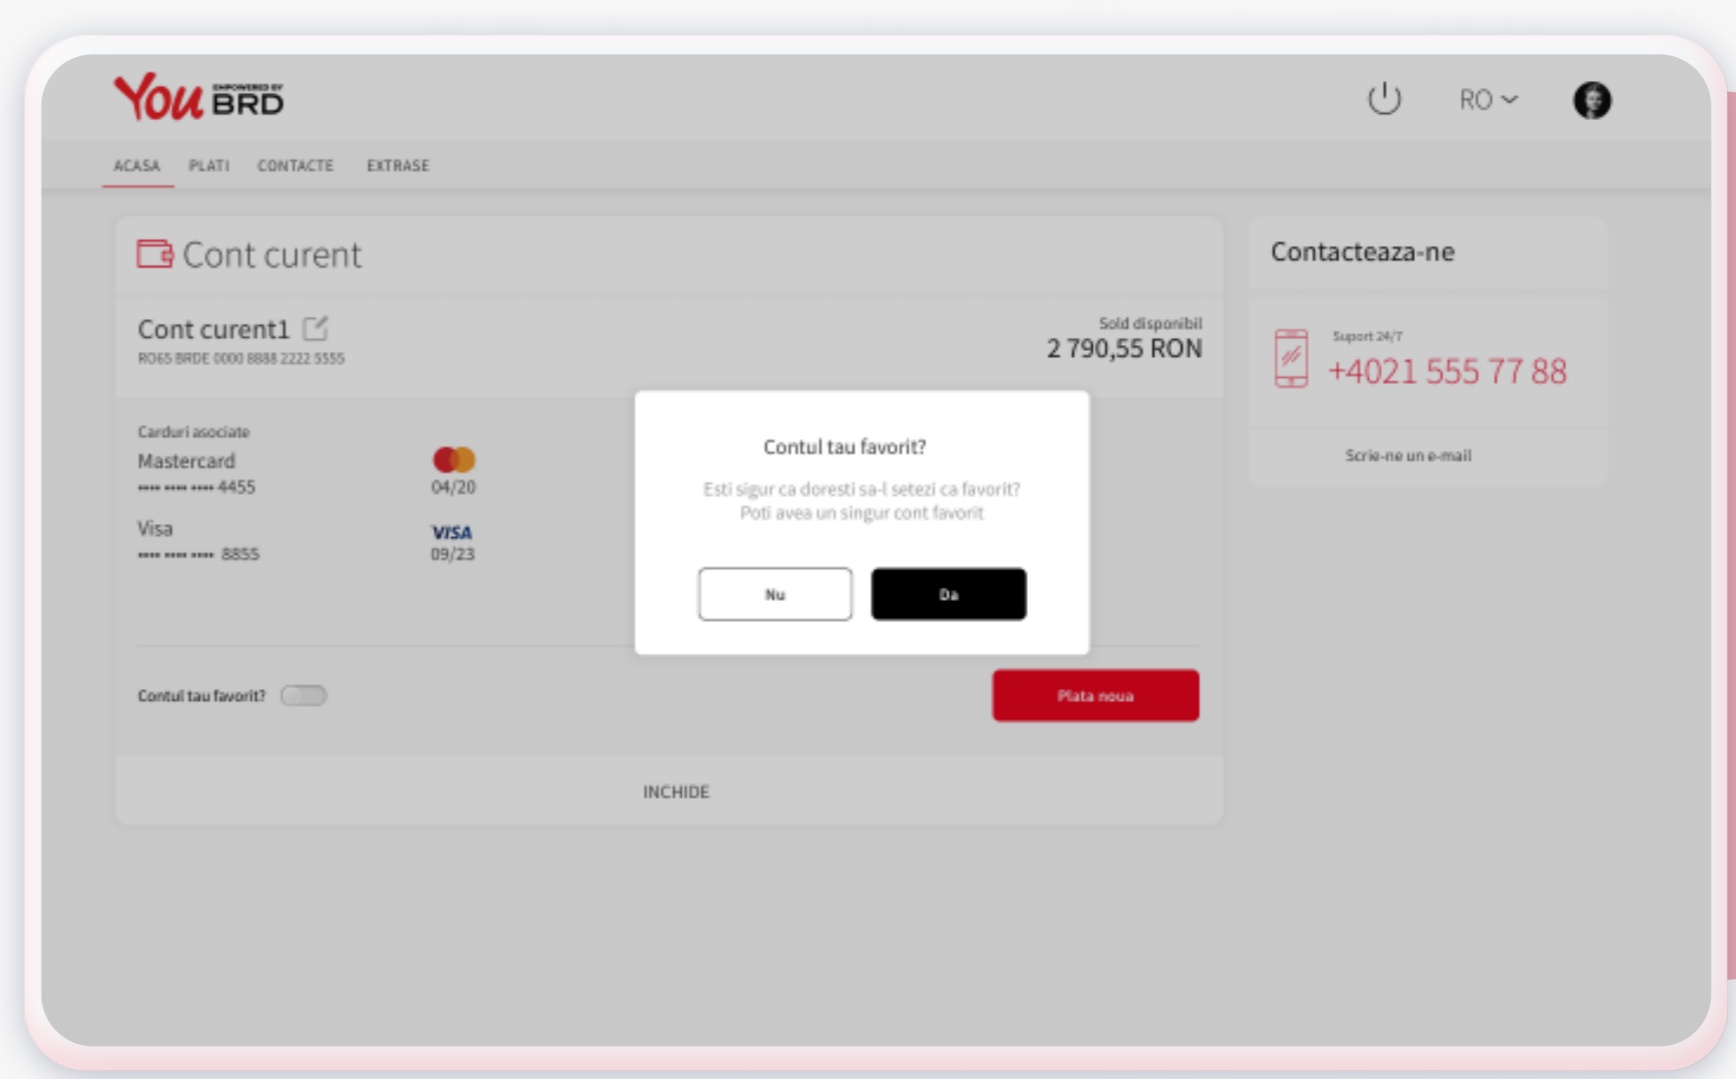 You EMPOWERED BY
BRD
RO
ACASA PLATI CONTACTE EXTRASE
Cont curent
Cont curent1
RO65 BRDE 0000 8888 2222 5555
Sold disponibil
2 790,55 RON
Carduri asociate
Mastercard
•••• •••• •••• 4455
04/20
Visa
•••• •••• •••• 8855
VISA
09/23
Contul tau favorit?
Plata noua
INCHIDE
Contul tau favorit?
Esti sigur ca doresti sa-l setezi ca favorit?
Poti avea un singur cont favorit
Nu
Da
Contacteaza-ne
Suport 24/7
+4021 555 77 88
Scrie-ne un e-mail